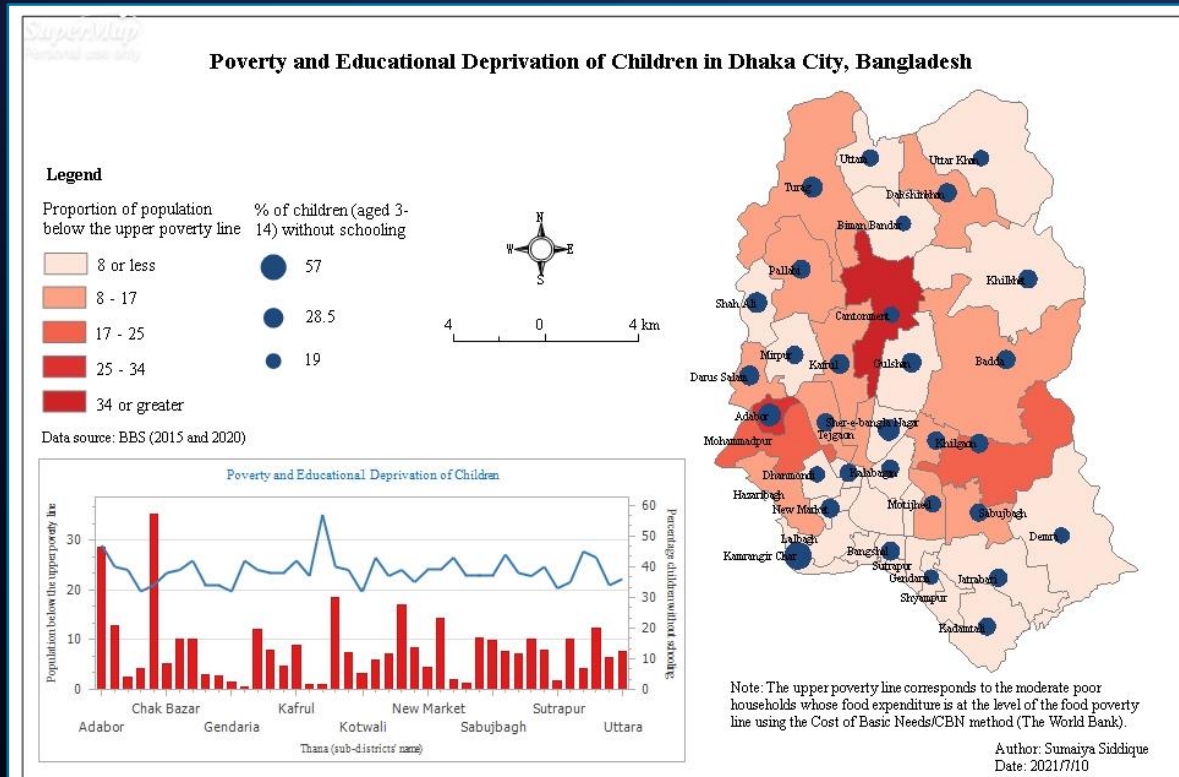 SuperMap
Personal use only
Poverty and Educational Deprivation of Children in Dhaka City, Bangladesh
Legend
Proportion of population
below the upper poverty line
8 or less
8 - 17
17 - 25
25 - 34
34 or greater
% of children (aged 3-
14) without schooling
57
28.5
19
N
W E
S
4 0 4 km
Data source: BBS (2015 and 2020)
Uttara
Uttar Khan
Turag
Dakshinkhan
Biman Bandar
Pallabi
Khilkhet
Shah Ali
Cantonment
Mirpur
Kafrul
Gulshan
Badda
Darus Salam
Adabor
Sher-e-bangla Nagar
Mohammadpur
Tejgaon
Khilgaon
Dhanmondi
Kalabagan
Hazaribagh
New Market
Motijheel
Sabujbagh
Demra
Lalbagh
Kamrangir Char
Bangshal
Sutrapur
Gendaria
Jatrabari
Shyampur
Kadamtali
Poverty and Educational Deprivation of Children
Population below the upperpoverty line
Percentage children without schooling
30
20
10
0
60
50
40
30
20
10
0
Chak Bazar Kafrul New Market Sutrapur
Adabor Gendaria Kotwali Sabujbagh Uttara
Thana (sub-districts' name)
Note: The upper poverty line corresponds to the moderate poor
households whose food expenditure is at the level of the food poverty
line using the Cost of Basic Needs/CBN method (The World Bank).
Author: Sumaiya Siddique
Date: 2021/7/10